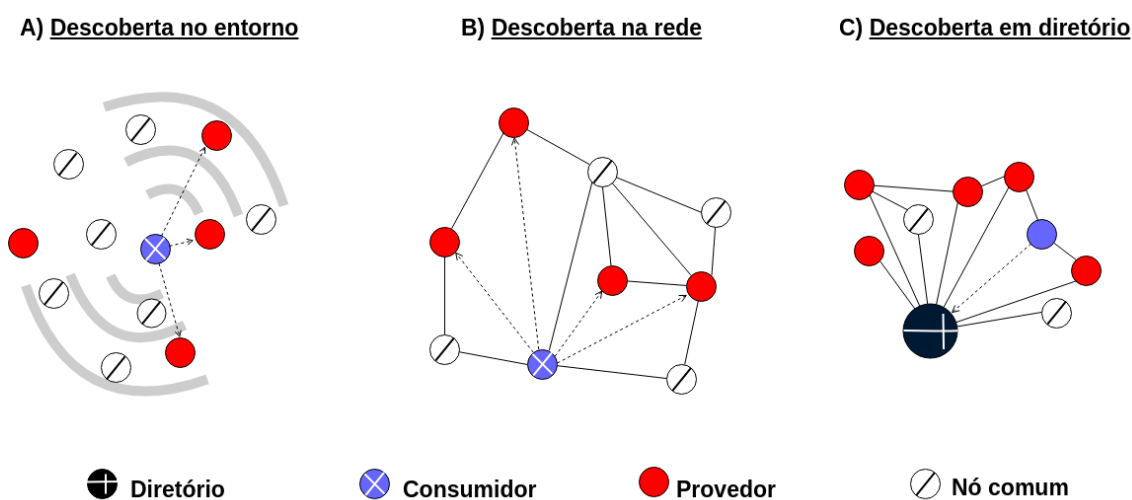 A) Descoberta no entorno
B) Descoberta na rede
C) Descoberta em diretório
Diretório
Consumidor
Provedor
Nó comum